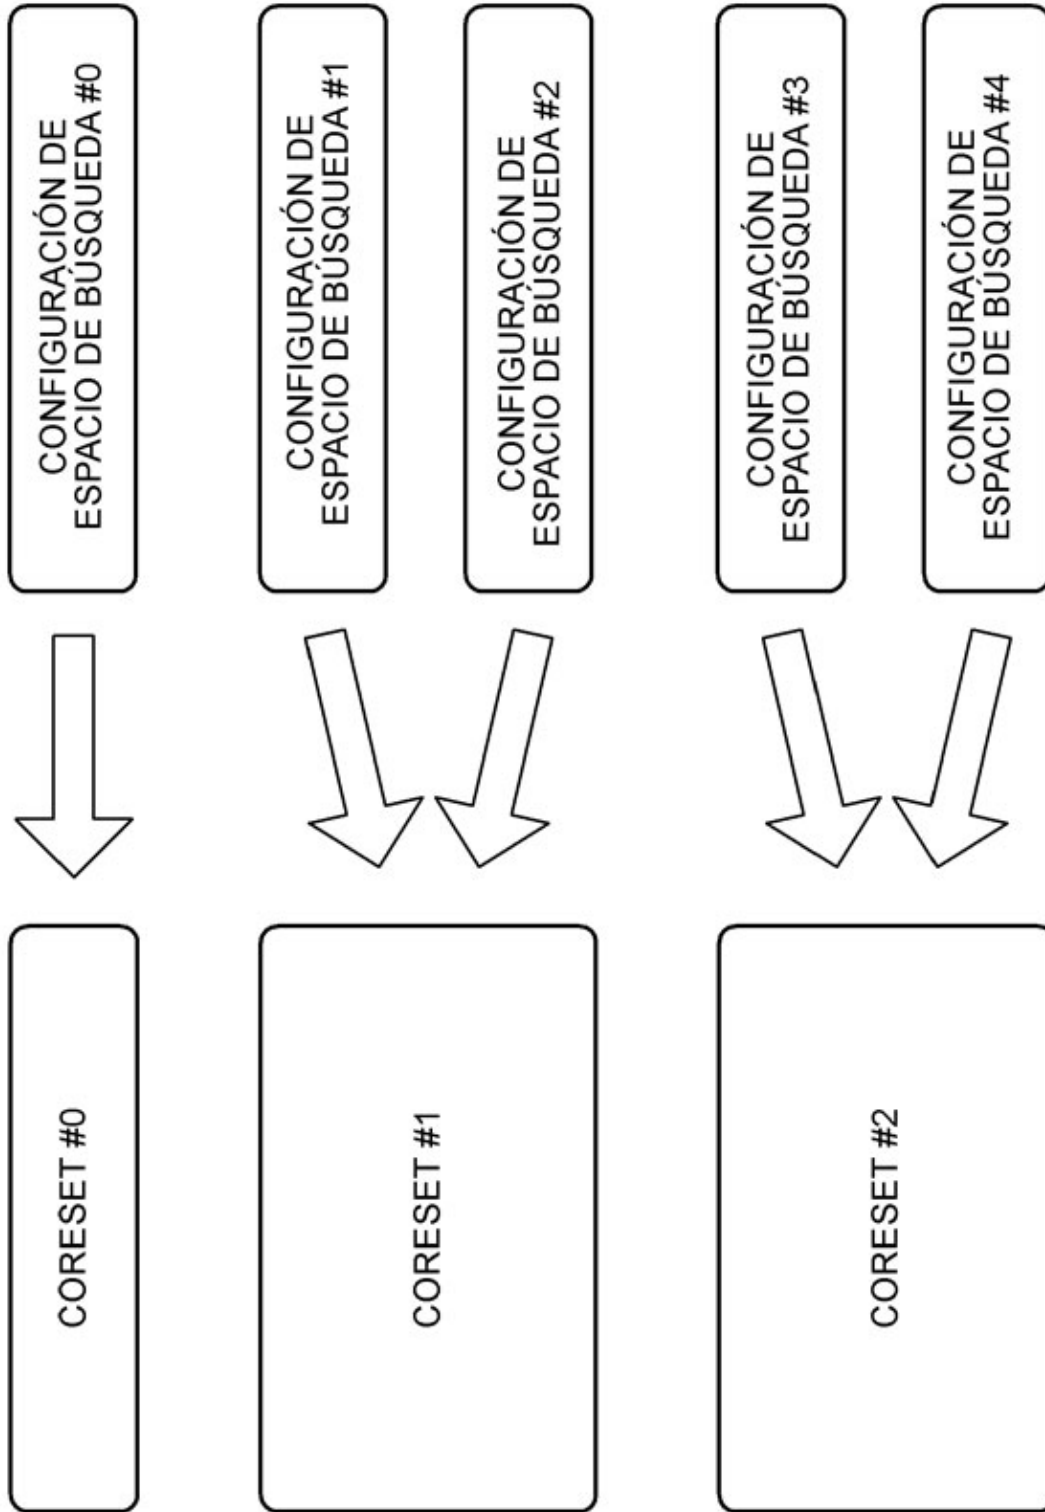 CONFIGURACIÓN DE
ESPACIO DE BÚSQUEDA #0
CONFIGURACIÓN DE
ESPACIO DE BÚSQUEDA #1
CONFIGURACIÓN DE
ESPACIO DE BÚSQUEDA #2
CONFIGURACIÓN DE
ESPACIO DE BÚSQUEDA #3
CONFIGURACIÓN DE
ESPACIO DE BÚSQUEDA #4
CORESET #0
CORESET #1
CORESET #2